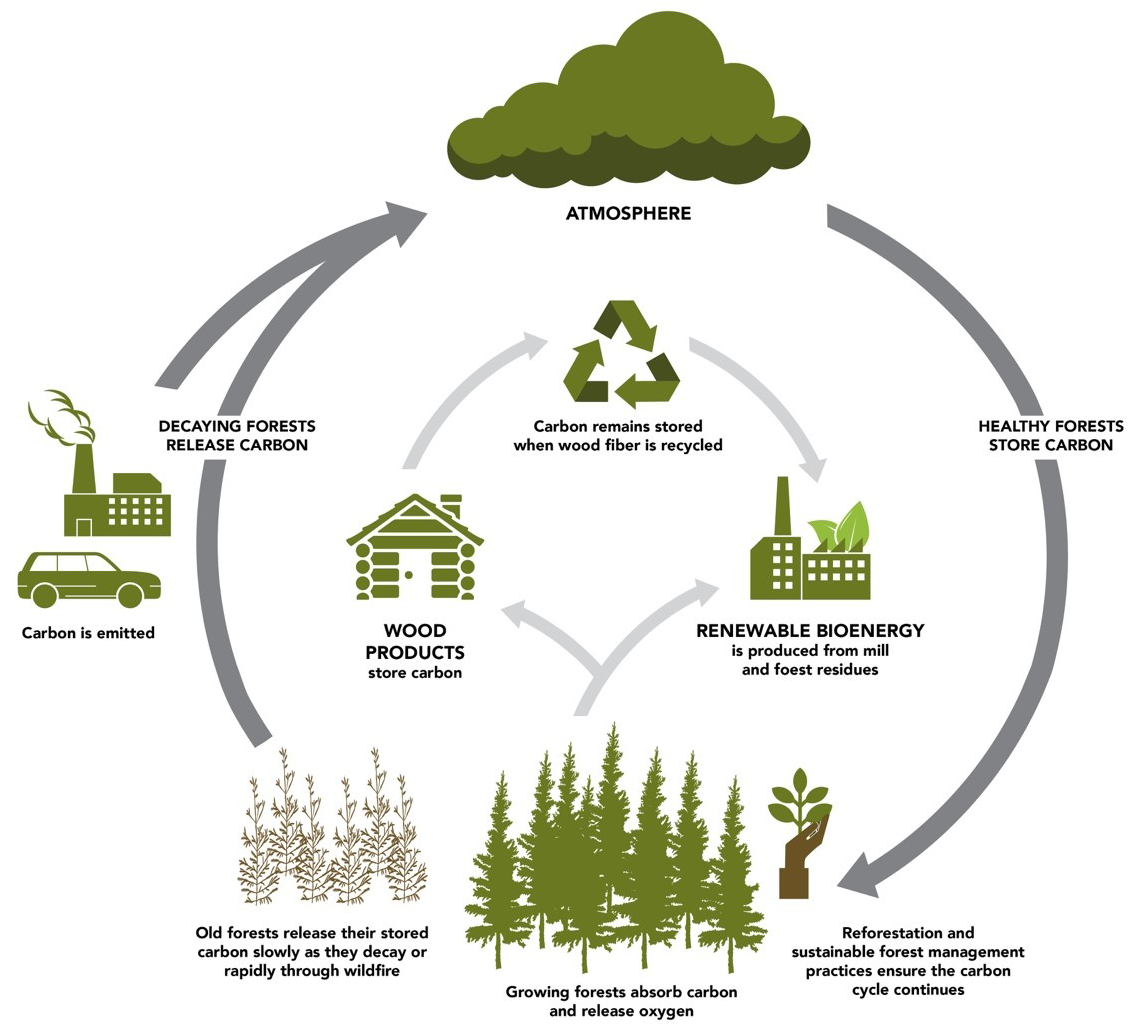 ATMOSPHERE
Carbon remains stored
when wood fiber is recycled
DECAYING FORESTS
RELEASE CARBON
HEALTHY FORESTS
STORE CARBON
Carbon is emitted
WOOD
PRODUCTS
store carbon
RENEWABLE BIOENERGY
is produced from mill
and foest residues
Old forests release their stored
carbon slowly as they decay or
rapidly through wildfire
Growing forests absorb carbon
and release oxygen
Reforestation and
sustainable forest management
practices ensure the carbon
cycle continues